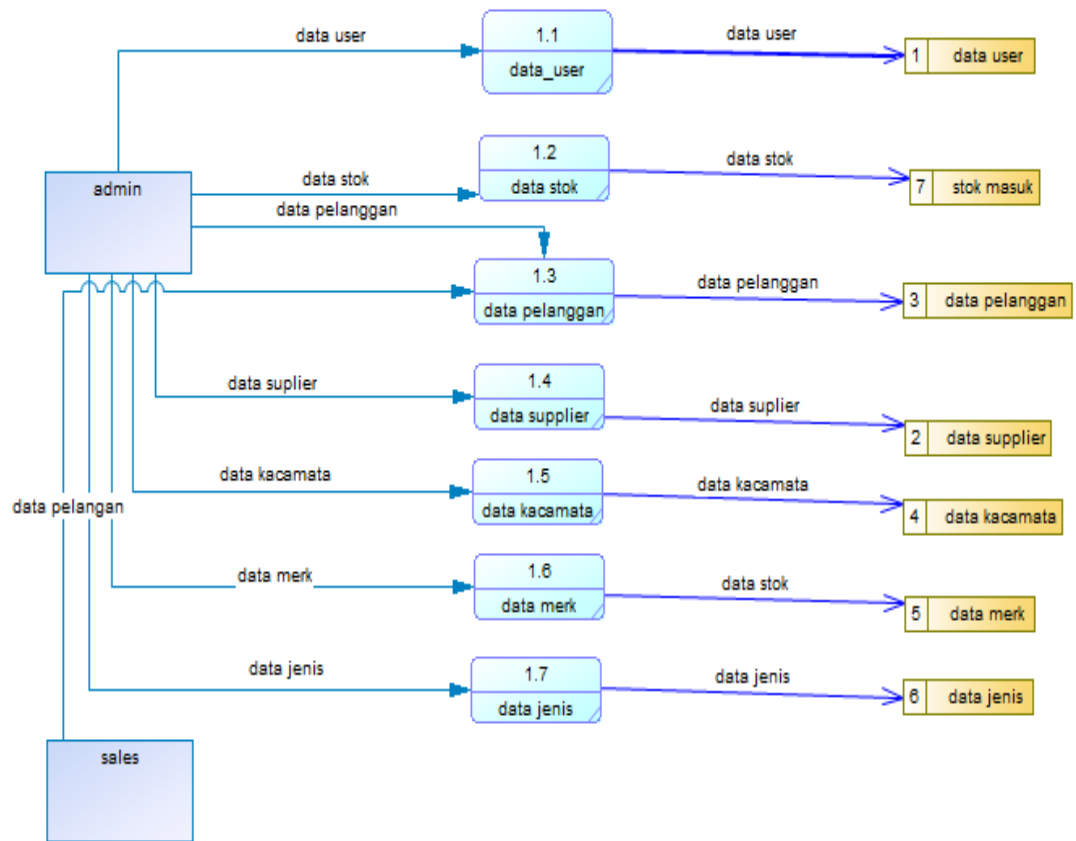 data user
1.1
data_user
data user
1 data user
admin
data stok
1.2
data stok
data stok
7 stok masuk
data pelanggan
1.3
data pelanggan
data pelanggan
3 data pelanggan
data suplier
1.4
data supplier
data suplier
2 data supplier
data kacamata
1.5
data kacamata
data kacamata
4 data kacamata
data pelangan
data merk
1.6
data merk
data stok
5 data merk
data jenis
1.7
data jenis
data jenis
6 data jenis
sales